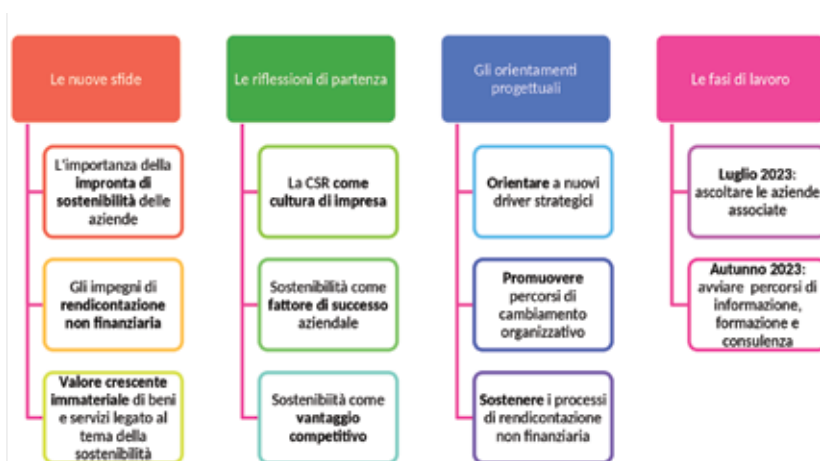 Le nuove sfide
L'importanza della
impronta di
sostenibilità delle
aziende
Gli impegni di
rendicontazione
non finanziaria
Valore crescente
immateriale di beni
e servizi legato al
tema della
sostenibilità
Le riflessioni di partenza
La CSR come
cultura di impresa
Sostenibilità come
fattore di successo
aziendale
Sostenibiità come
vantaggio
competitivo
Gli orientamenti
progettuali
Orientare a nuovi
driver strategici
Promuovere
percorsi di
cambiamento
organizzativo
Sostenere i processi
di rendicontazione
non finanziaria
Le fasi di lavoro
Luglio 2023:
ascoltare le aziende
associate
Autunno 2023:
avviare percorsi di
informazione,
formazione e
consulenza